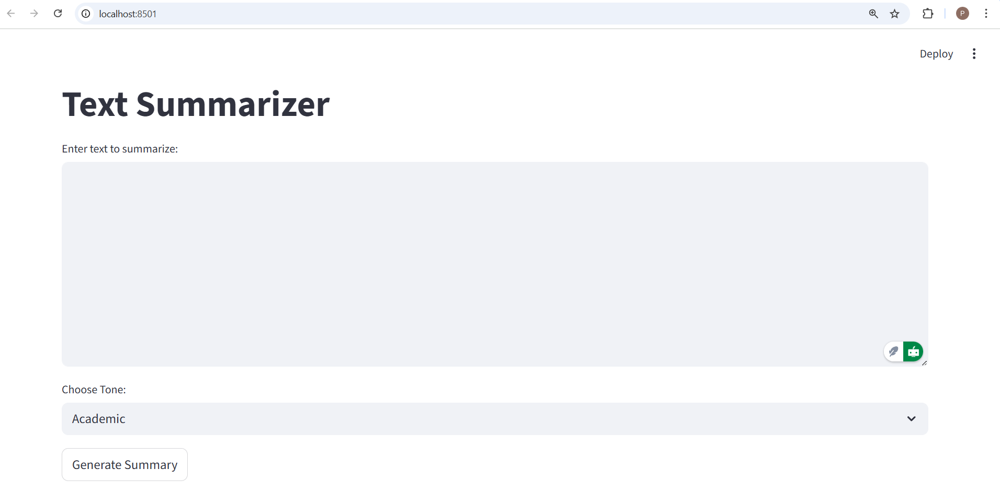 localhost:8501
P
Deploy
Text Summarizer
Enter text to summarize:
Choose Tone:
Academic
Generate Summary